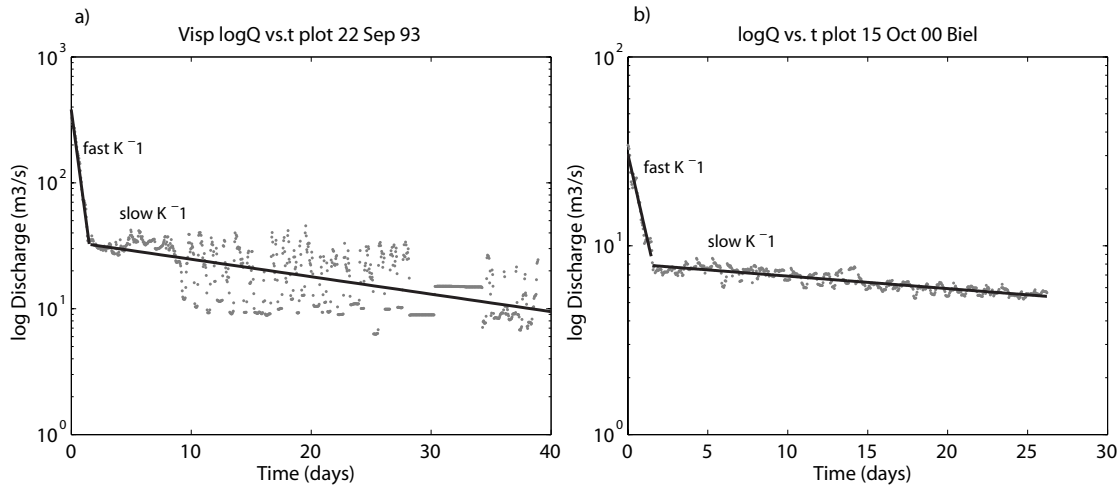 a)
Visp logQ vs.t plot 22 Sep 93
10^3
10^2
10^1
10^0
log Discharge (m3/s)
fast K^−1
slow K^−1
0 10 20 30 40
Time (days)
b)
logQ vs. t plot 15 Oct 00 Biel
10^2
10^1
10^0
log Discharge (m3/s)
fast K^−1
slow K^−1
0 5 10 15 20 25 30
Time (days)